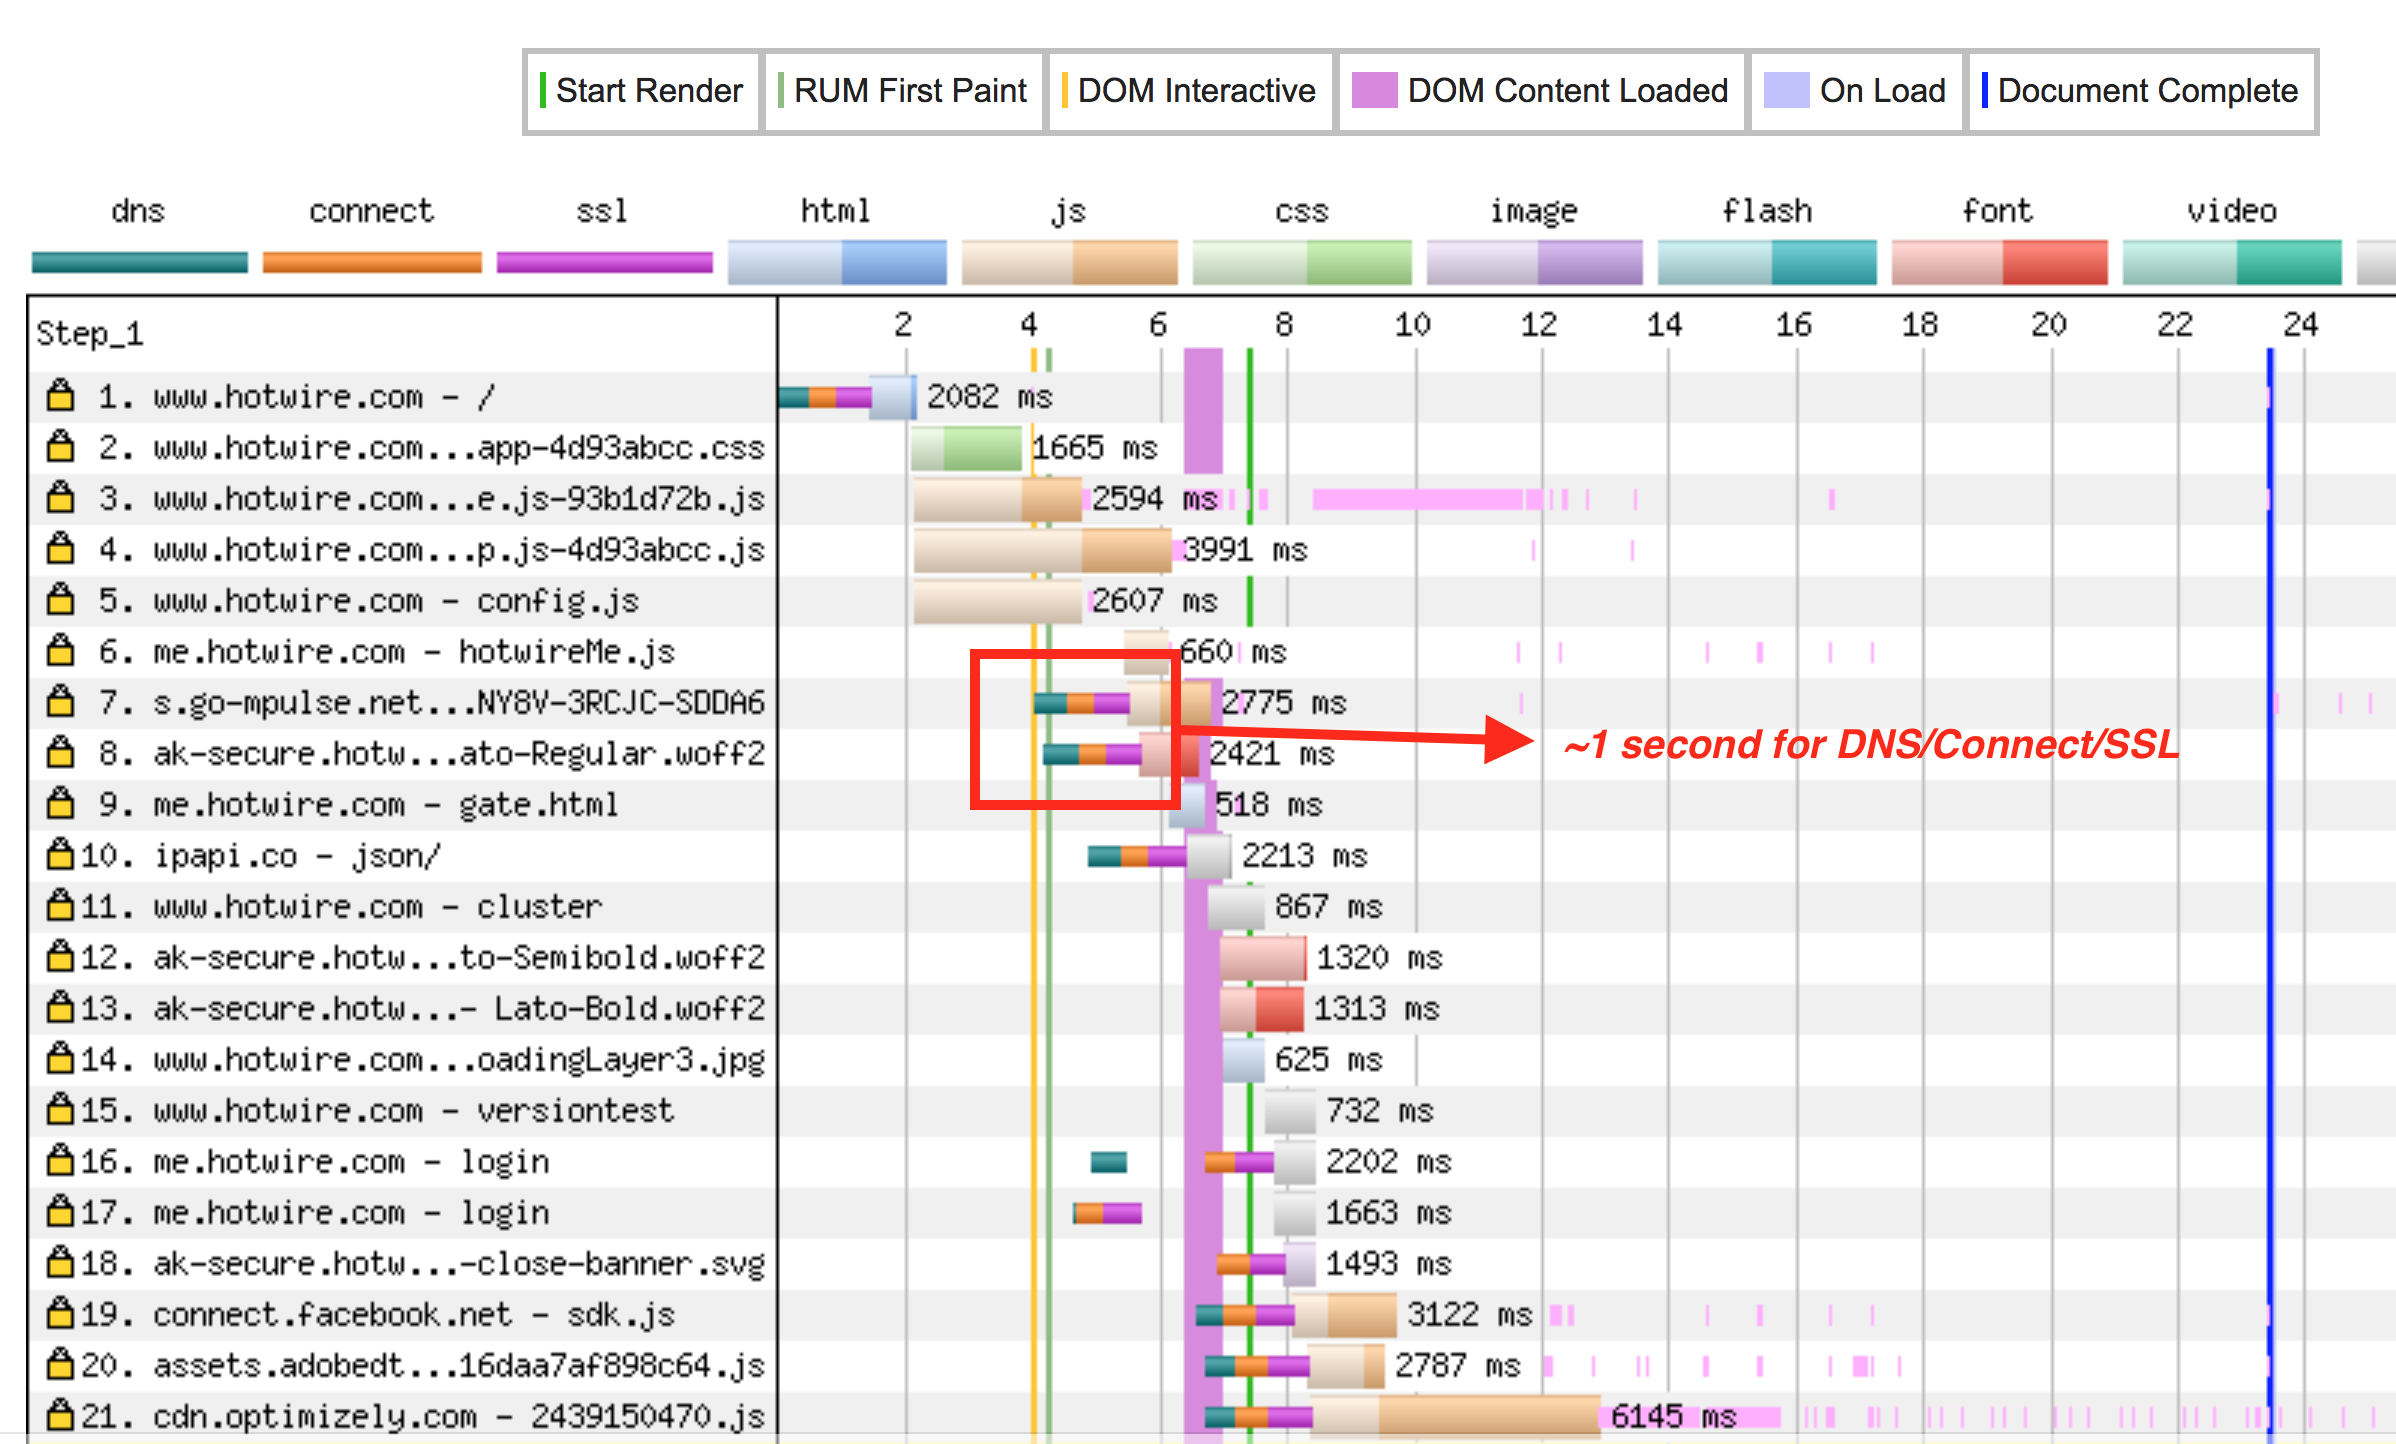 Start Render RUM First Paint DOM Interactive DOM Content Loaded On Load Document Complete
dns connect ssl html js css image flash font video
Step_1 2 4 6 8 10 12 14 16 18 20 22 24
1. www.hotwire.com - / 2082 ms
2. www.hotwire.com...app-4d93abcc.css 1665 ms
3. www.hotwire.com...e.js-93b1d72b.js 2594 ms
4. www.hotwire.com...p.js-4d93abcc.js 3991 ms
5. www.hotwire.com - config.js 2607 ms
6. me.hotwire.com - hotwireMe.js 660 ms
7. s.go-mpulse.net...NY8V-3RCJC-SDDA6 2775 ms
~1 second for DNS/Connect/SSL
8. ak-secure.hotw...ato-Regular.woff2 2421 ms
9. me.hotwire.com - gate.html 518 ms
10. ipapi.co - json/ 2213 ms
11. www.hotwire.com - cluster 867 ms
12. ak-secure.hotw...to-Semibold.woff2 1320 ms
13. ak-secure.hotw...- Lato-Bold.woff2 1313 ms
14. www.hotwire.com...oadingLayer3.jpg 625 ms
15. www.hotwire.com - versiontest 732 ms
16. me.hotwire.com - login 2202 ms
17. me.hotwire.com - login 1663 ms
18. ak-secure.hotw...-close-banner.svg 1493 ms
19. connect.facebook.net - sdk.js 3122 ms
20. assets.adobedt...16daa7af898c64.js 2787 ms
21. cdn.optimizely.com - 2439150470.js 6145 ms